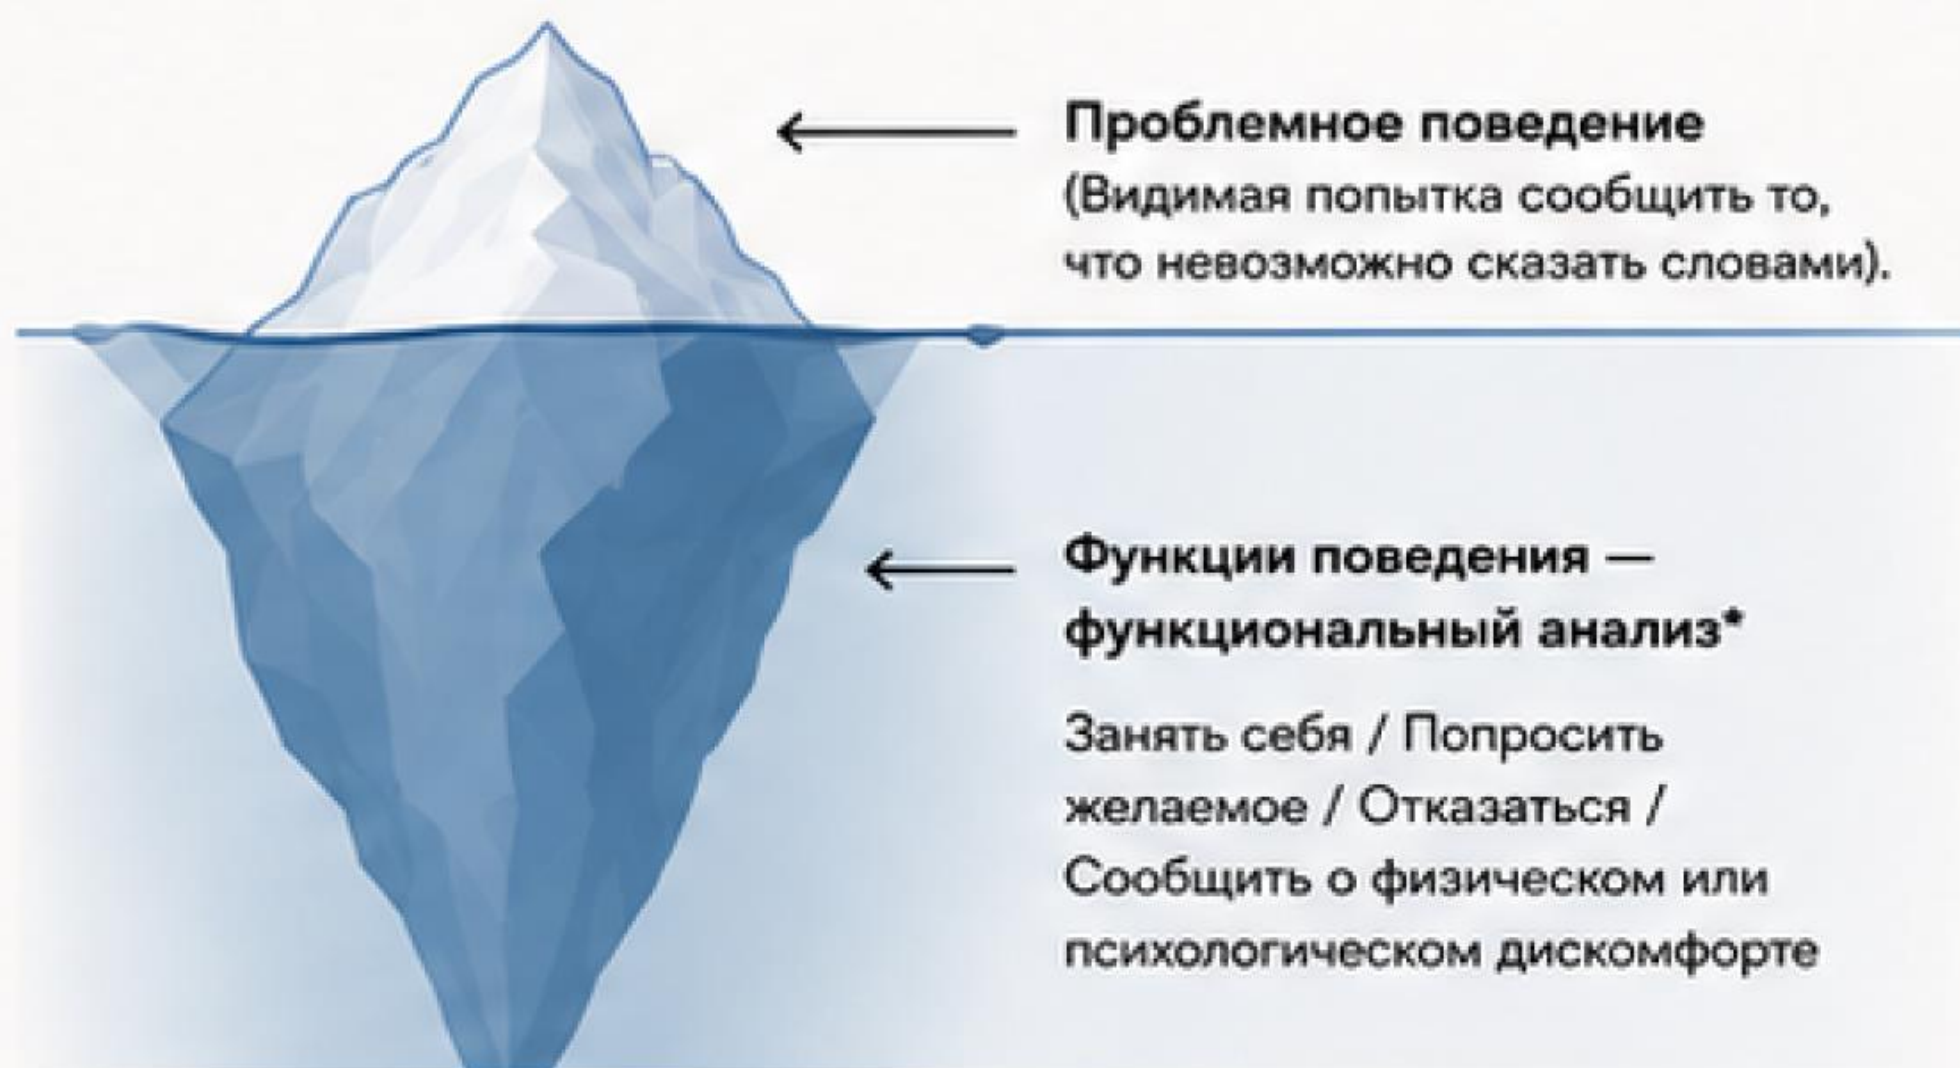 Проблемное поведение
(Видимая попытка сообщить то,
что невозможно сказать словами).
Функции поведения —
функциональный анализ*
Занять себя / Попросить
желаемое / Отказаться /
Сообщить о физическом или
психологическом дискомфорте